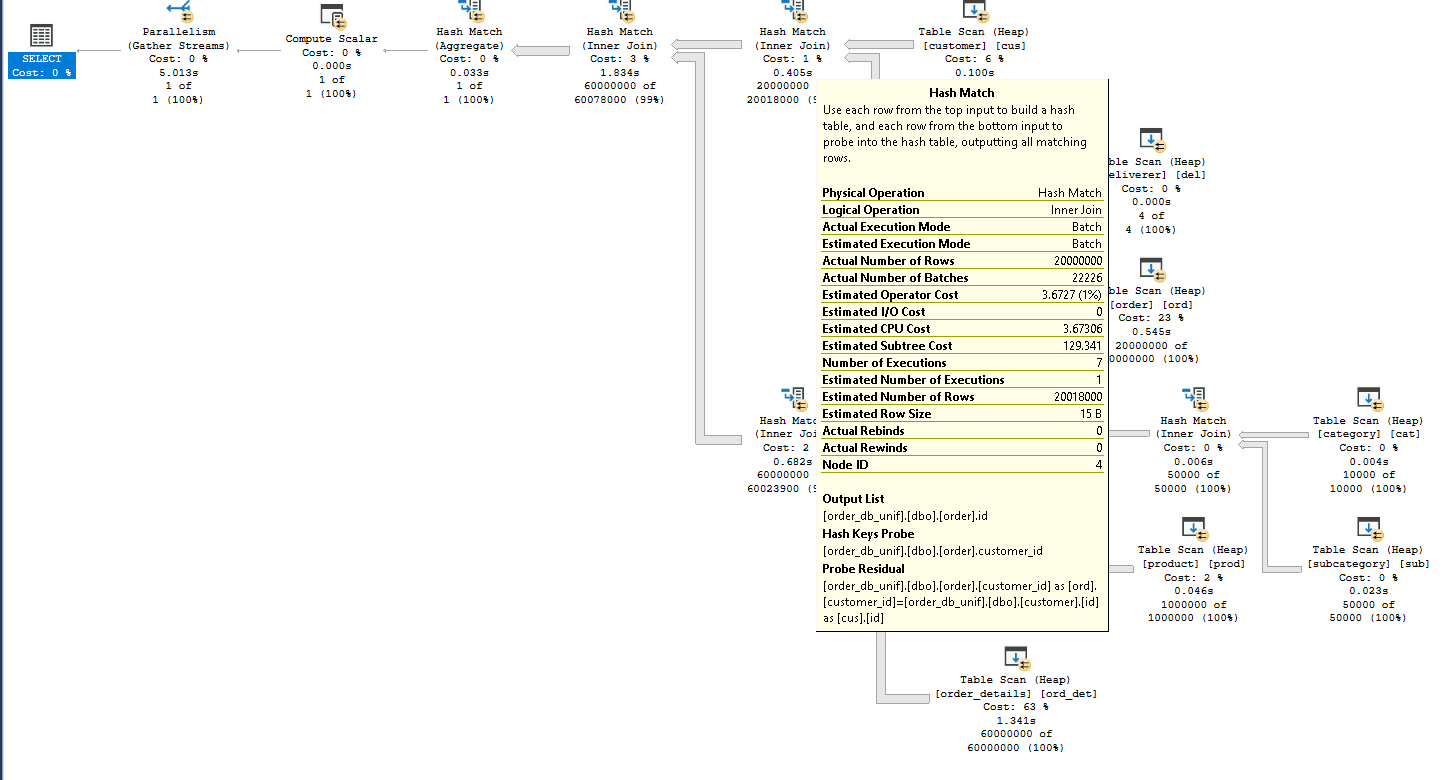 SELECT
Cost: 0 %
Parallelism
(Gather Streams)
Cost: 0 %
5.013s
1 of
1 (100%)
Compute Scalar
Cost: 0 %
0.000s
1 of
1 (100%)
Hash Match
(Aggregate)
Cost: 0 %
0.033s
1 of
1 (100%)
Hash Match
(Inner Join)
Cost: 3 %
1.834s
60000000 of
60078000 (99%)
Hash Match
(Inner Join)
Cost: 1 %
0.405s
20000000
20018000 (9
Table Scan (Heap)
[customer] [cus]
Cost: 6 %
0.100s
Hash Match
Use each row from the top input to build a hash
table, and each row from the bottom input to
probe into the hash table, outputting all matching
rows.
Physical Operation Hash Match
Logical Operation Inner Join
Actual Execution Mode Batch
Estimated Execution Mode Batch
Actual Number of Rows 20000000
Actual Number of Batches 22226
Estimated Operator Cost 3.6727 (1%)
Estimated I/O Cost 0
Estimated CPU Cost 3.67306
Estimated Subtree Cost 129.341
Number of Executions 7
Estimated Number of Executions 1
Estimated Number of Rows 20018000
Estimated Row Size 15 B
Actual Rebinds 0
Actual Rewinds 0
Node ID 4
Output List
[order_db_unif].[dbo].[order].id
Hash Keys Probe
[order_db_unif].[dbo].[order].customer_id
Probe Residual
[order_db_unif].[dbo].[order].[customer_id] as [ord].
[customer_id]=[order_db_unif].[dbo].[customer].[id]
as [cus].[id]
ble Scan (Heap)
eliverer] [del]
Cost: 0 %
0.000s
4 of
4 (100%)
ble Scan (Heap)
[order] [ord]
Cost: 23 %
0.545s
20000000 of
0000000 (100%)
Hash Matc
(Inner Joi
Cost: 2
0.682s
60000000
60023900 (9
Hash Match
(Inner Join)
Cost: 0 %
0.006s
50000 of
50000 (100%)
Table Scan (Heap)
[category] [cat]
Cost: 0 %
0.004s
10000 of
10000 (100%)
Table Scan (Heap)
[product] [prod]
Cost: 2 %
0.046s
1000000 of
1000000 (100%)
Table Scan (Heap)
[subcategory] [sub]
Cost: 0 %
0.023s
50000 of
50000 (100%)
Table Scan (Heap)
[order_details] [ord_det]
Cost: 63 %
1.341s
60000000 of
60000000 (100%)